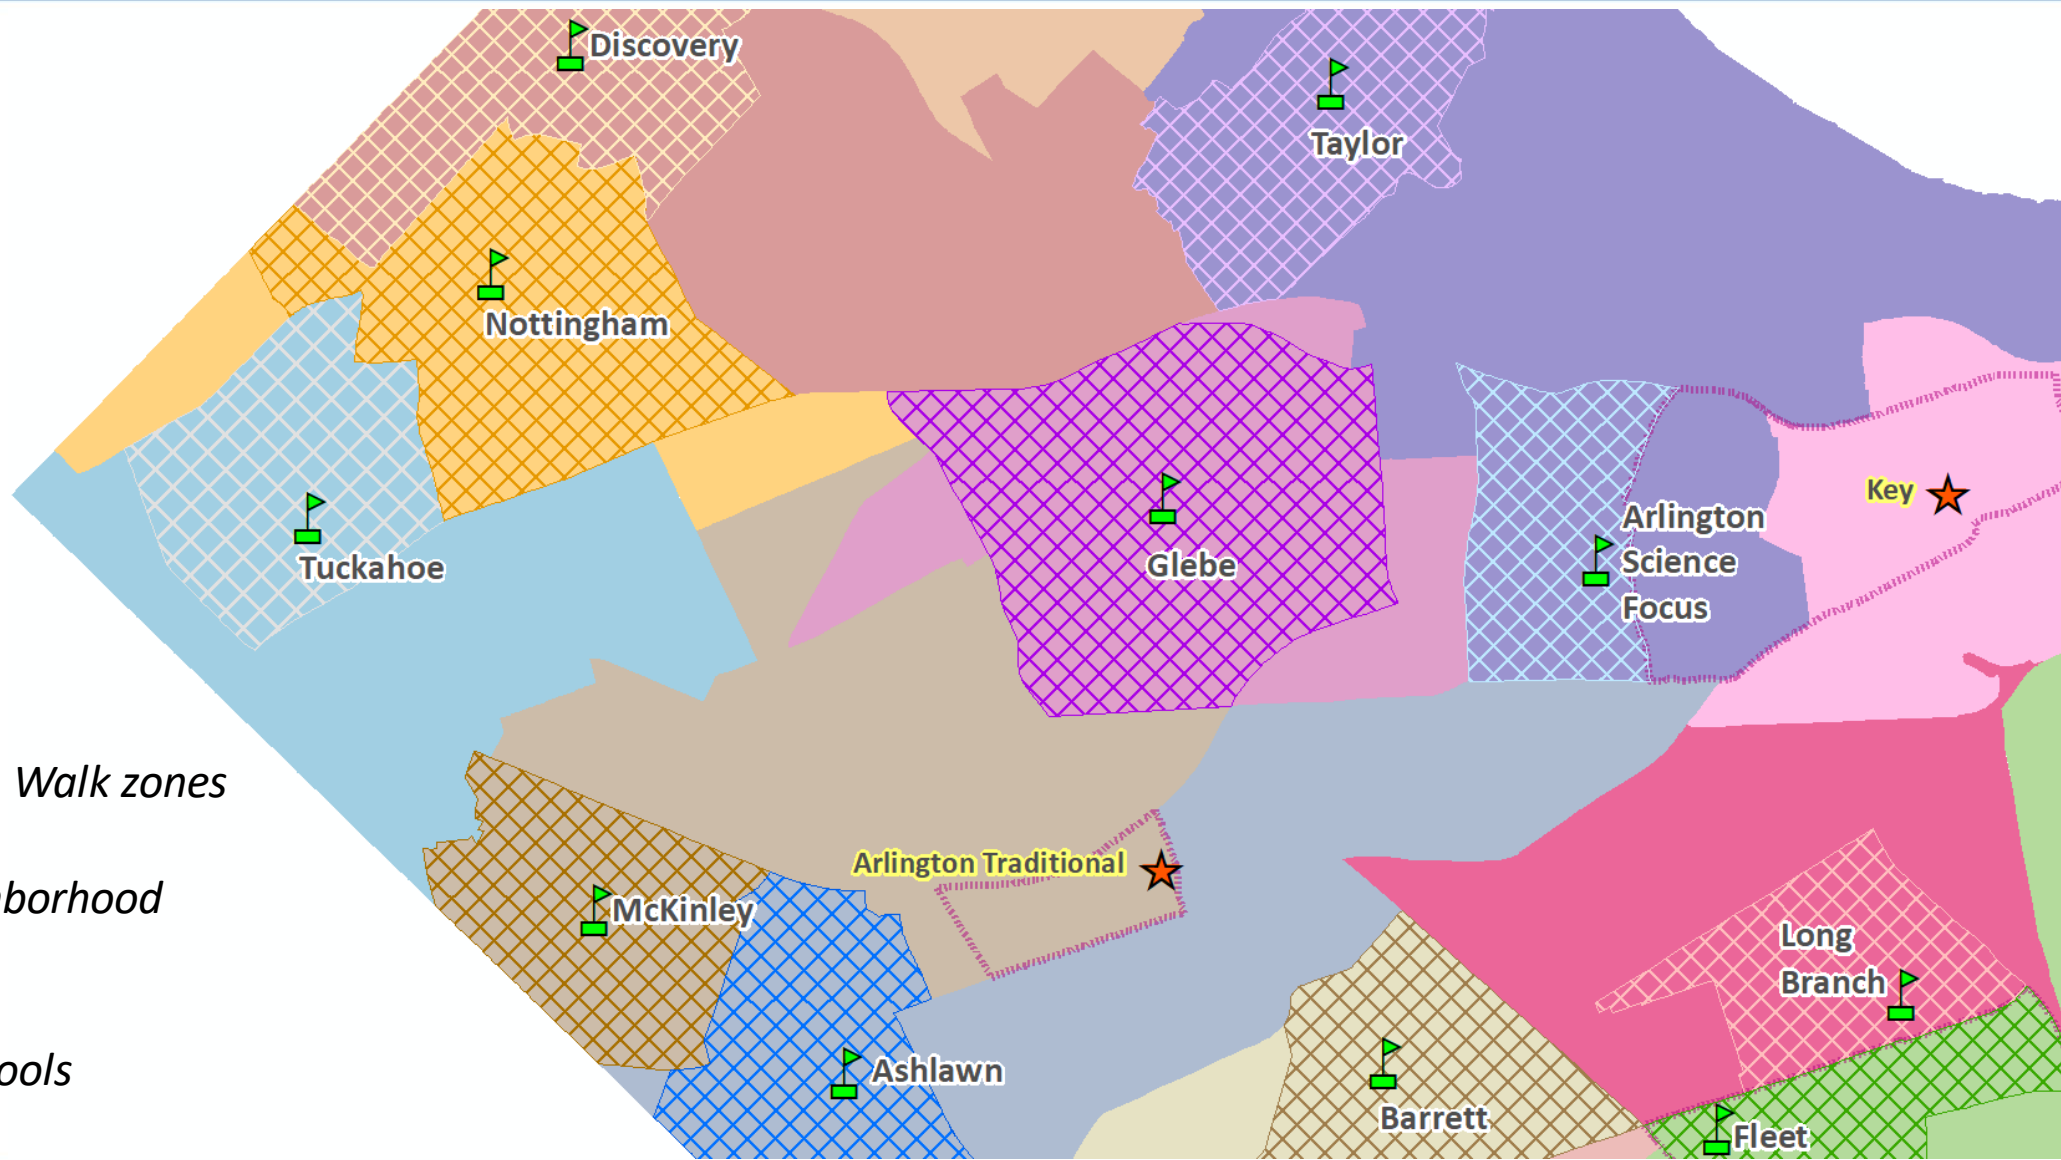 Discovery
Taylor
Nottingham
Key
Arlington
Science
Focus
Tuckahoe
Glebe
Walk zones
Arlington Traditional
borhood
McKinley
Long
Branch
ools
Ashlawn
Barrett
Fleet